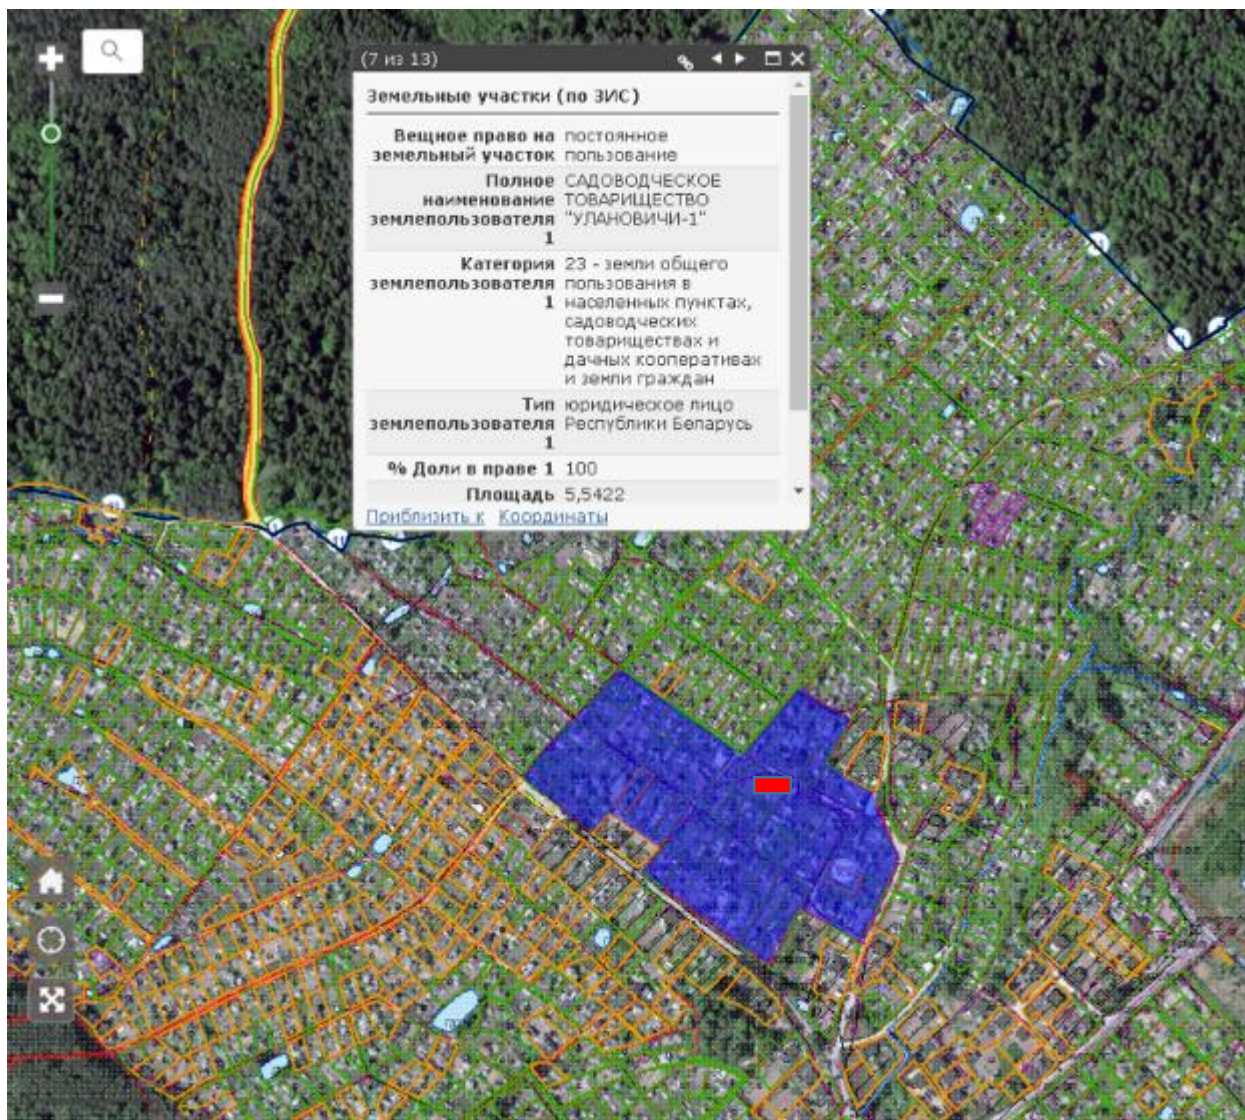 (7 из 13)
Земельные участки (по ЗИС)
Вещное право на земельный участок
постоянное пользование
Полное наименование землепользователя 1
САДОВОДЧЕСКОЕ ТОВАРИЩЕСТВО "УЛАНОВИЧИ-1"
Категория землепользователя 1
23 - земли общего пользования в населенных пунктах, садоводческих товариществах и дачных кооперативах и земли граждан
Тип землепользователя 1
юридическое лицо Республики Беларусь
% Доли в праве 1
100
Площадь
5,5422
Приблизить к
Координаты